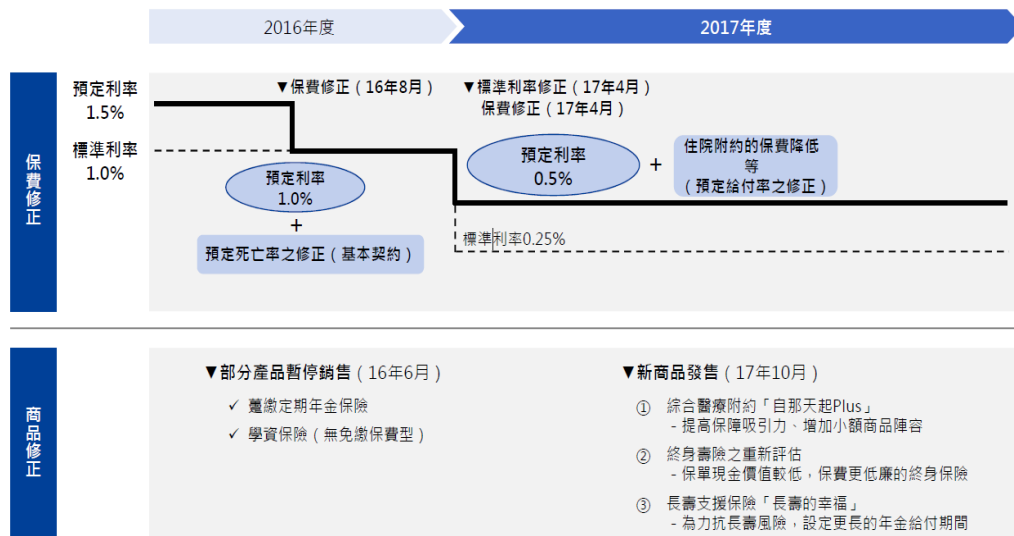 2016年度
2017年度
保費修正
預定利率
1.5%
標準利率
1.0%
▼保費修正（16年8月）
▼標準利率修正（17年4月）
保費修正（17年4月）
預定利率
1.0%
+
預定死亡率之修正（基本契約）
預定利率
0.5%
+
住院附約的保費降低
等
（預定給付率之修正）
標準利率0.25%
商品修正
▼部分產品暫停銷售（16年6月）
✓ 躉繳定期年金保險
✓ 學資保險（無免繳保費型）
▼新商品發售（17年10月）
① 綜合醫療附約「自那天起Plus」
- 提高保障吸引力、增加小額商品陣容
② 終身壽險之重新評估
- 保單現金價值較低，保費更低廉的終身保險
③ 長壽支援保險「長壽的幸福」
- 為力抗長壽風險，設定更長的年金給付期間